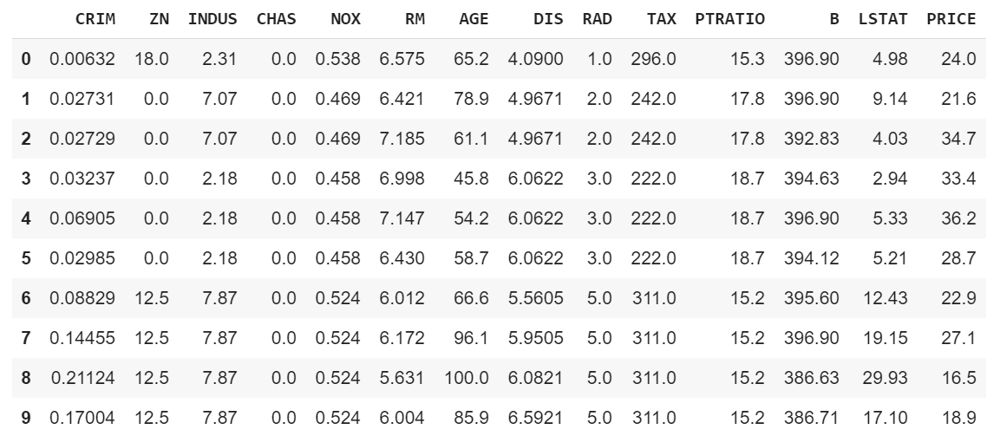 CRIM ZN INDUS CHAS NOX RM AGE DIS RAD TAX PTRATIO B LSTAT PRICE
0 0.00632 18.0 2.31 0.0 0.538 6.575 65.2 4.0900 1.0 296.0 15.3 396.90 4.98 24.0
1 0.02731 0.0 7.07 0.0 0.469 6.421 78.9 4.9671 2.0 242.0 17.8 396.90 9.14 21.6
2 0.02729 0.0 7.07 0.0 0.469 7.185 61.1 4.9671 2.0 242.0 17.8 392.83 4.03 34.7
3 0.03237 0.0 2.18 0.0 0.458 6.998 45.8 6.0622 3.0 222.0 18.7 394.63 2.94 33.4
4 0.06905 0.0 2.18 0.0 0.458 7.147 54.2 6.0622 3.0 222.0 18.7 396.90 5.33 36.2
5 0.02985 0.0 2.18 0.0 0.458 6.430 58.7 6.0622 3.0 222.0 18.7 394.12 5.21 28.7
6 0.08829 12.5 7.87 0.0 0.524 6.012 66.6 5.5605 5.0 311.0 15.2 395.60 12.43 22.9
7 0.14455 12.5 7.87 0.0 0.524 6.172 96.1 5.9505 5.0 311.0 15.2 396.90 19.15 27.1
8 0.21124 12.5 7.87 0.0 0.524 5.631 100.0 6.0821 5.0 311.0 15.2 386.63 29.93 16.5
9 0.17004 12.5 7.87 0.0 0.524 6.004 85.9 6.5921 5.0 311.0 15.2 386.71 17.10 18.9